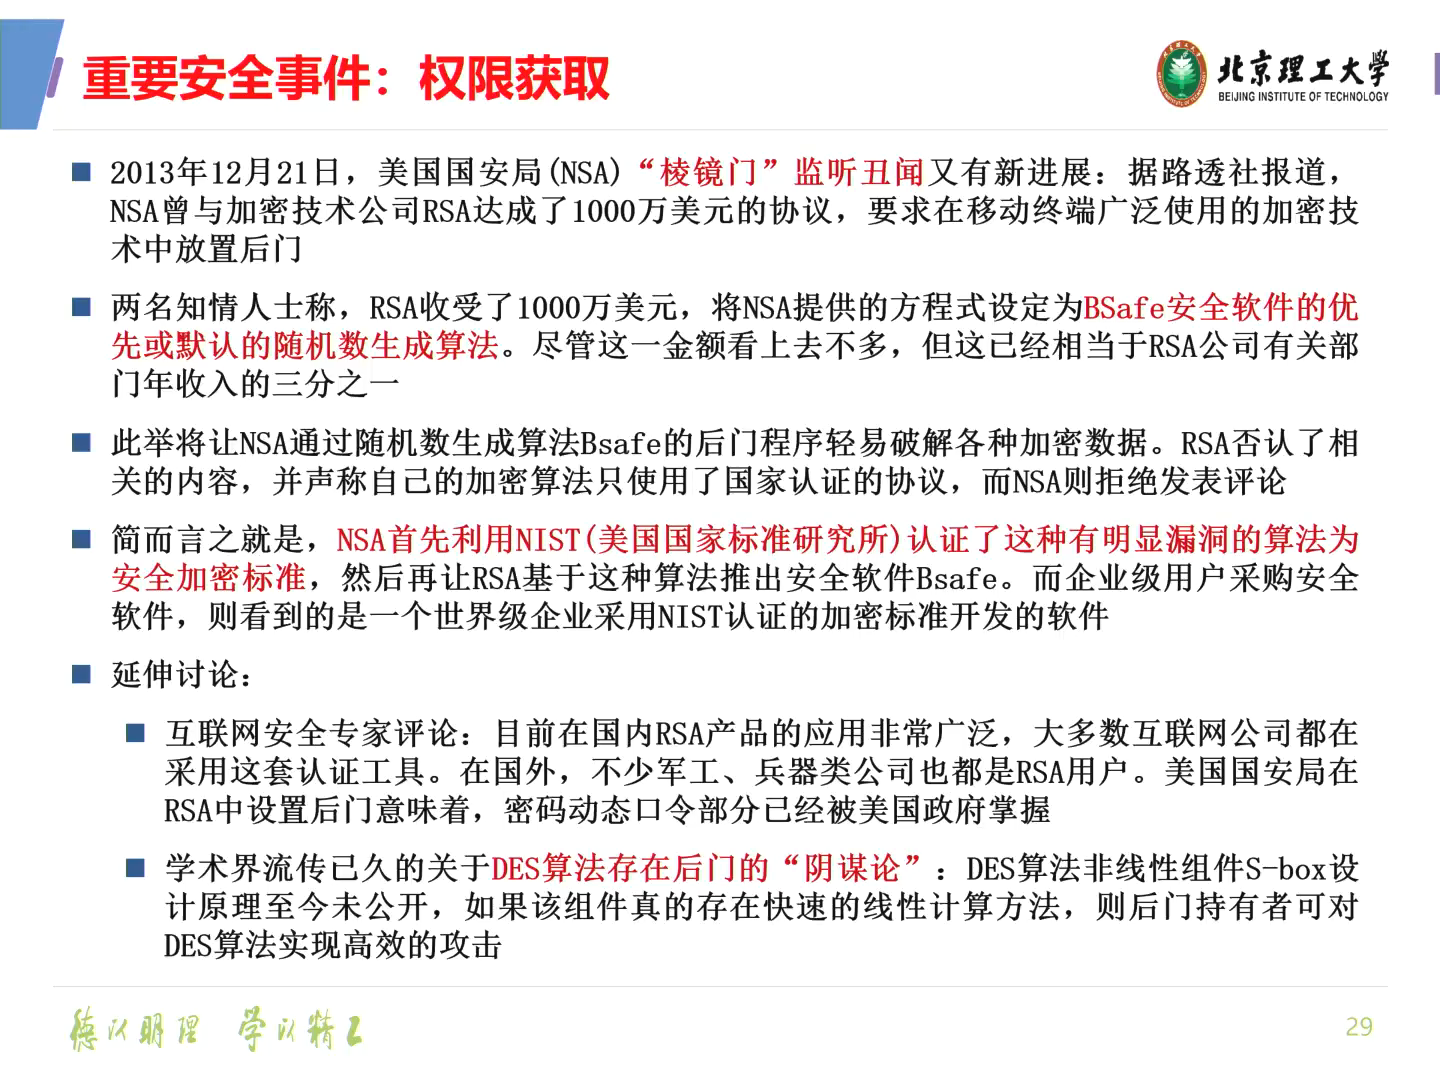 重要安全事件：权限获取
北京理工大学
BEIJING INSTITUTE OF TECHNOLOGY
2013年12月21日，美国国安局(NSA)“棱镜门”监听丑闻又有新进展：据路透社报道，
NSA曾与加密技术公司RSA达成了1000万美元的协议，要求在移动终端广泛使用的加密技
术中放置后门
两名知情人士称，RSA收受了1000万美元，将NSA提供的方程式设定为BSafe安全软件的优
先或默认的随机数生成算法。尽管这一金额看上去不多，但这已经相当于RSA公司有关部
门年收入的三分之一
此举将让NSA通过随机数生成算法Bsafe的后门程序轻易破解各种加密数据。RSA否认了相
关的内容，并声称自己的加密算法只使用了国家认证的协议，而NSA则拒绝发表评论
简而言之就是，NSA首先利用NIST(美国国家标准研究所)认证了这种有明显漏洞的算法为
安全加密标准，然后再让RSA基于这种算法推出安全软件Bsafe。而企业级用户采购安全
软件，则看到的是一个世界级企业采用NIST认证的加密标准开发的软件
延伸讨论：
互联网安全专家评论：目前在国内RSA产品的应用非常广泛，大多数互联网公司都在
采用这套认证工具。在国外，不少军工、兵器类公司也都是RSA用户。美国国安局在
RSA中设置后门意味着，密码动态口令部分已经被美国政府掌握
学术界流传已久的关于DES算法存在后门的“阴谋论”：DES算法非线性组件S-box设
计原理至今未公开，如果该组件真的存在快速的线性计算方法，则后门持有者可对
DES算法实现高效的攻击
德以明理 学以精工
29